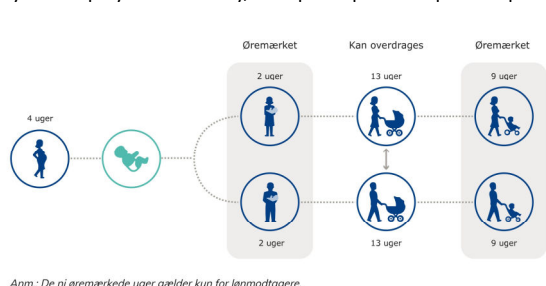 Øremærket
Kan overdrages
Øremærket
2 uger
13 uger
9 uger
4 uger
2 uger
13 uger
9 uger
Anm.: De ni øremærkede uger gælder kun for lønmodtagere